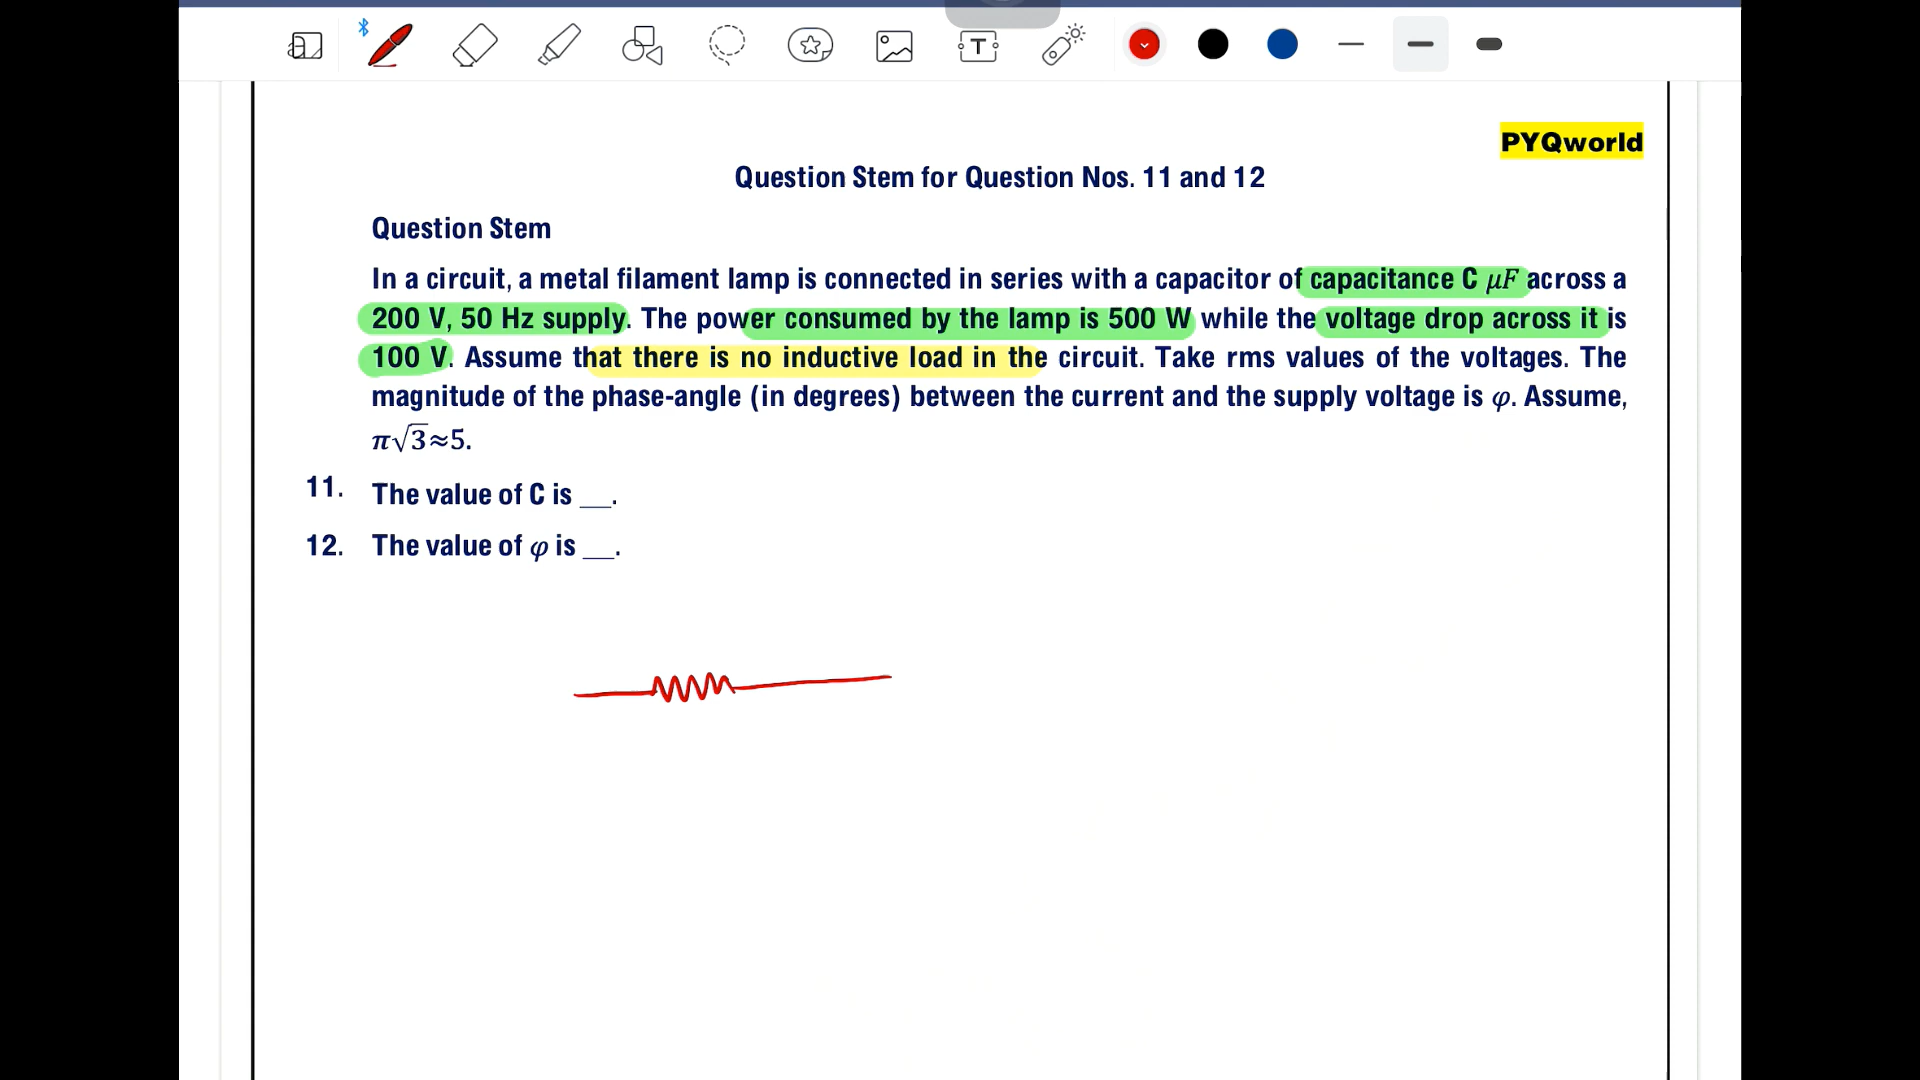 PYQworld
Question Stem for Question Nos. 11 and 12
Question Stem
In a circuit, a metal filament lamp is connected in series with a capacitor of capacitance C μF across a
200 V, 50 Hz supply. The power consumed by the lamp is 500 W while the voltage drop across it is
100 V. Assume that there is no inductive load in the circuit. Take rms values of the voltages. The
magnitude of the phase-angle (in degrees) between the current and the supply voltage is φ. Assume,
π√3≈5.
11. The value of C is __.
12. The value of φ is __.